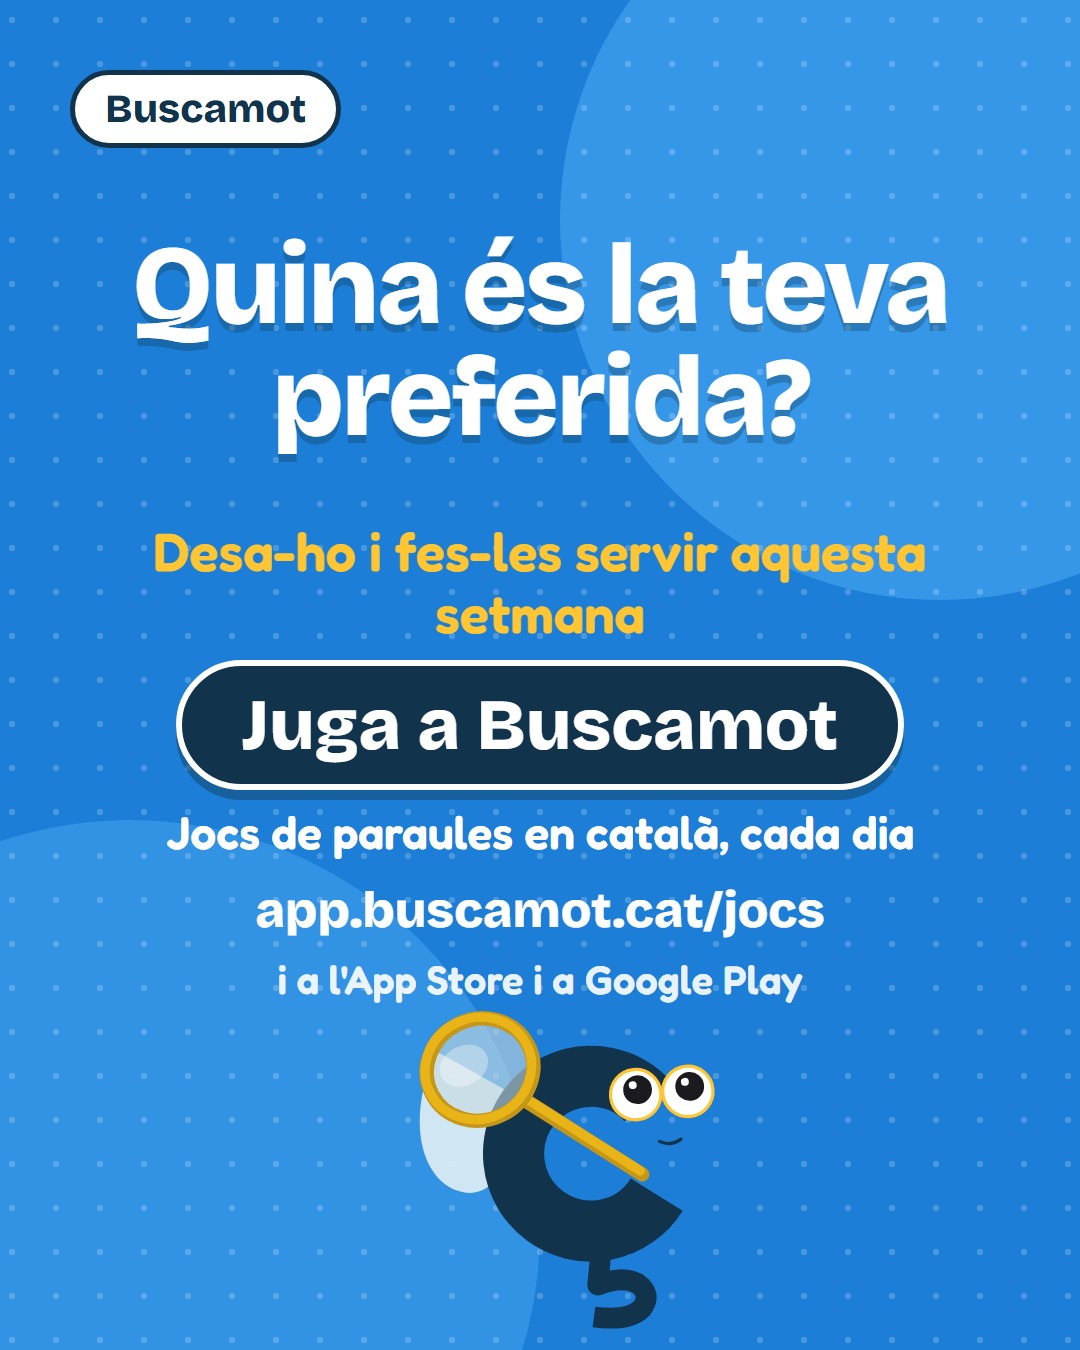 Buscamot
Quina és la teva
preferida?
Desa-ho i fes-les servir aquesta
setmana
Juga a Buscamot
Jocs de paraules en català, cada dia
app.buscamot.cat/jocs
i a l'App Store i a Google Play